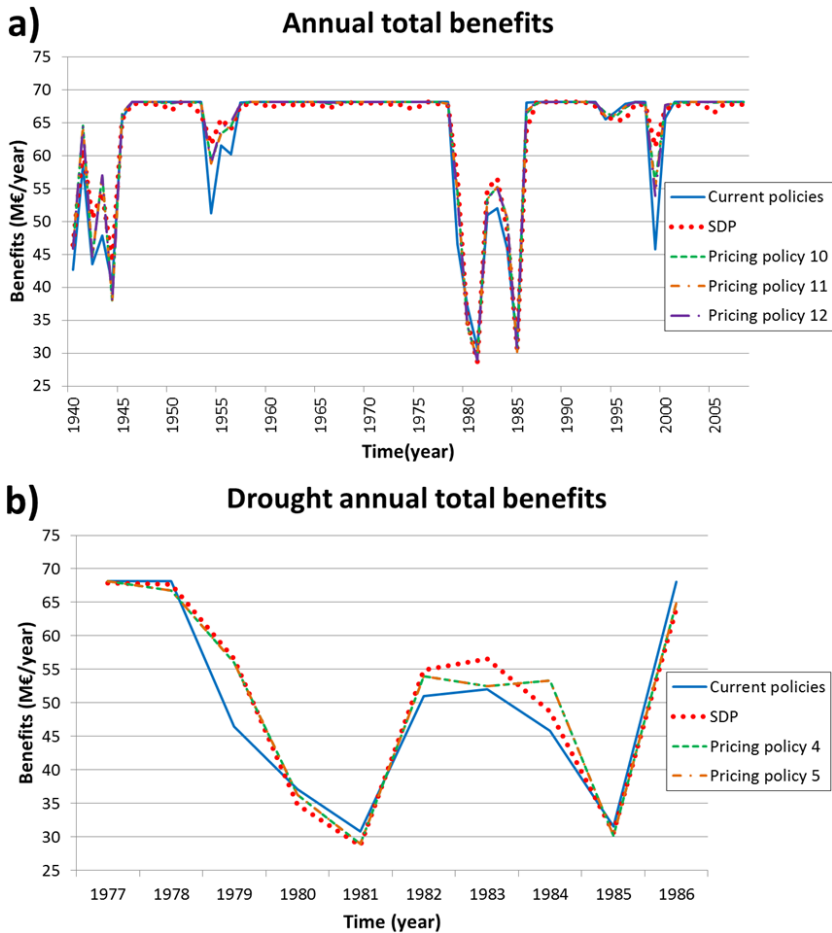 a)
Annual total benefits
Benefits (M€/year)
75
70
65
60
55
50
45
40
35
30
25
1940
1945
1950
1955
1960
1965
1970
1975
1980
1985
1990
1995
2000
2005
Time(year)
Current policies
SDP
Pricing policy 10
Pricing policy 11
Pricing policy 12
b)
Drought annual total benefits
Benefits (M€/year)
75
70
65
60
55
50
45
40
35
30
25
1977 1978 1979 1980 1981 1982 1983 1984 1985 1986
Time (year)
Current policies
SDP
Pricing policy 4
Pricing policy 5